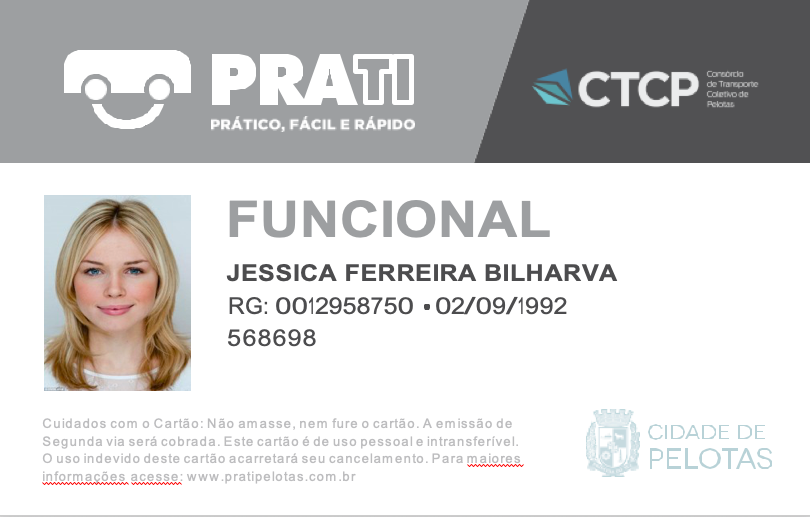 PRATI
PRÁTICO, FÁCIL E RÁPIDO
CTCP
Consórcio
de Transporte
Coletivo de
Pelotas
FUNCIONAL
JESSICA FERREIRA BILHARVA
RG: 0012958750 • 02/09/1992
568698
Cuidados com o Cartão: Não amasse, nem fure o cartão. A emissão de
Segunda via será cobrada. Este cartão é de uso pessoal e intransferível.
O uso indevido deste cartão acarretará seu cancelamento. Para maiores
informações acesse: www.pratipelotas.com.br
CIDADE DE
PELOTAS